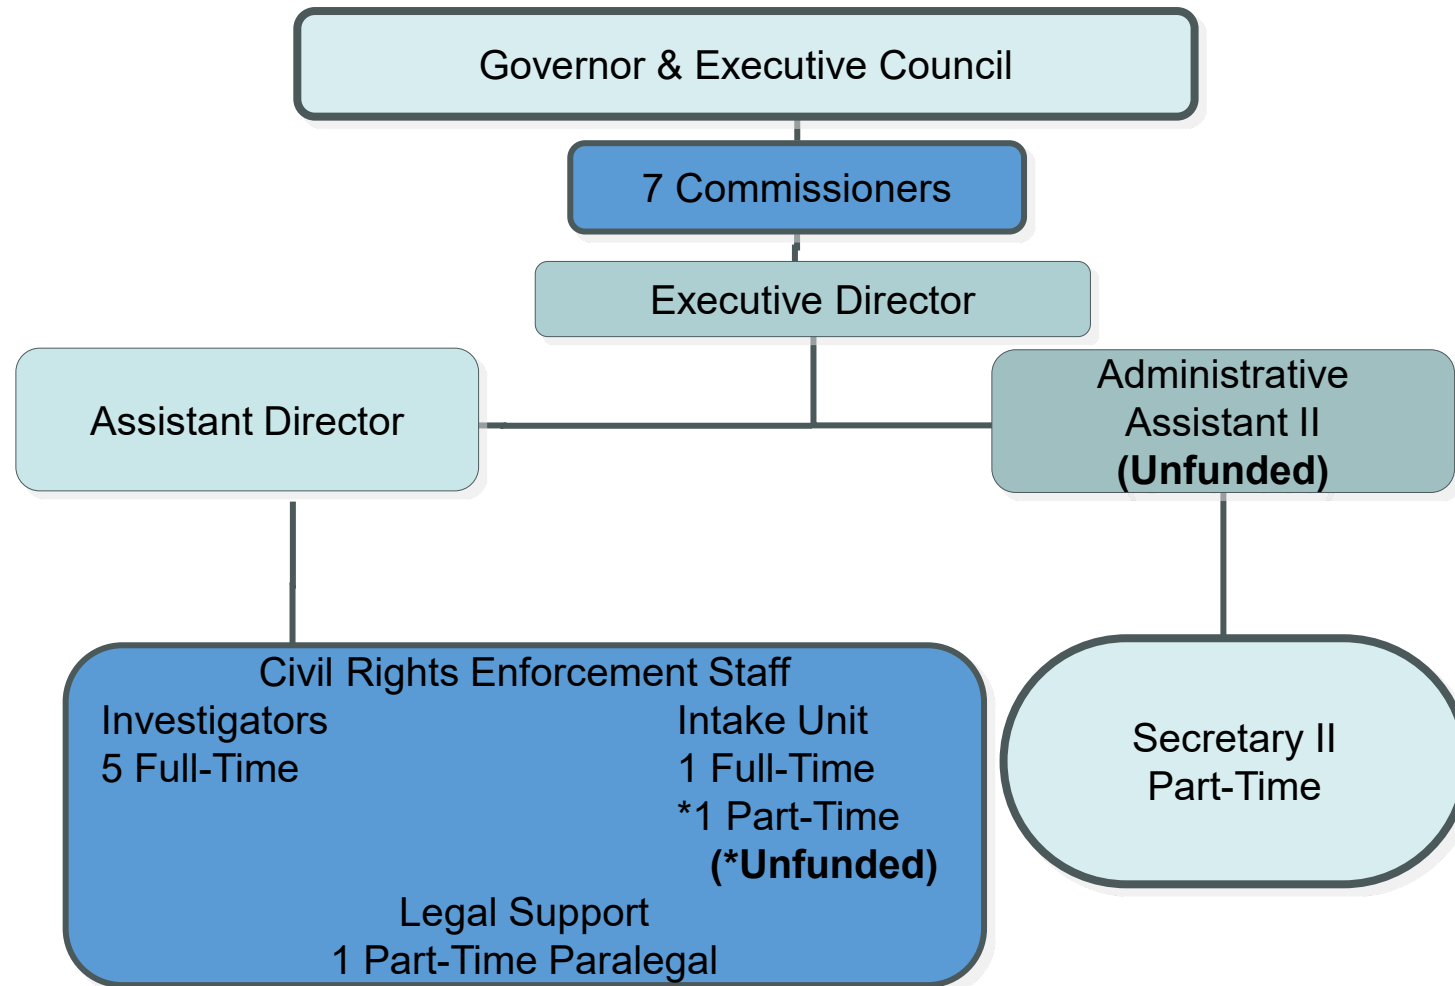 Governor & Executive Council
7 Commissioners
Executive Director
Assistant Director
Administrative
Assistant II
(Unfunded)
Civil Rights Enforcement Staff
Investigators
5 Full-Time
Intake Unit
1 Full-Time
*1 Part-Time
(*Unfunded)
Legal Support
1 Part-Time Paralegal
Secretary II
Part-Time